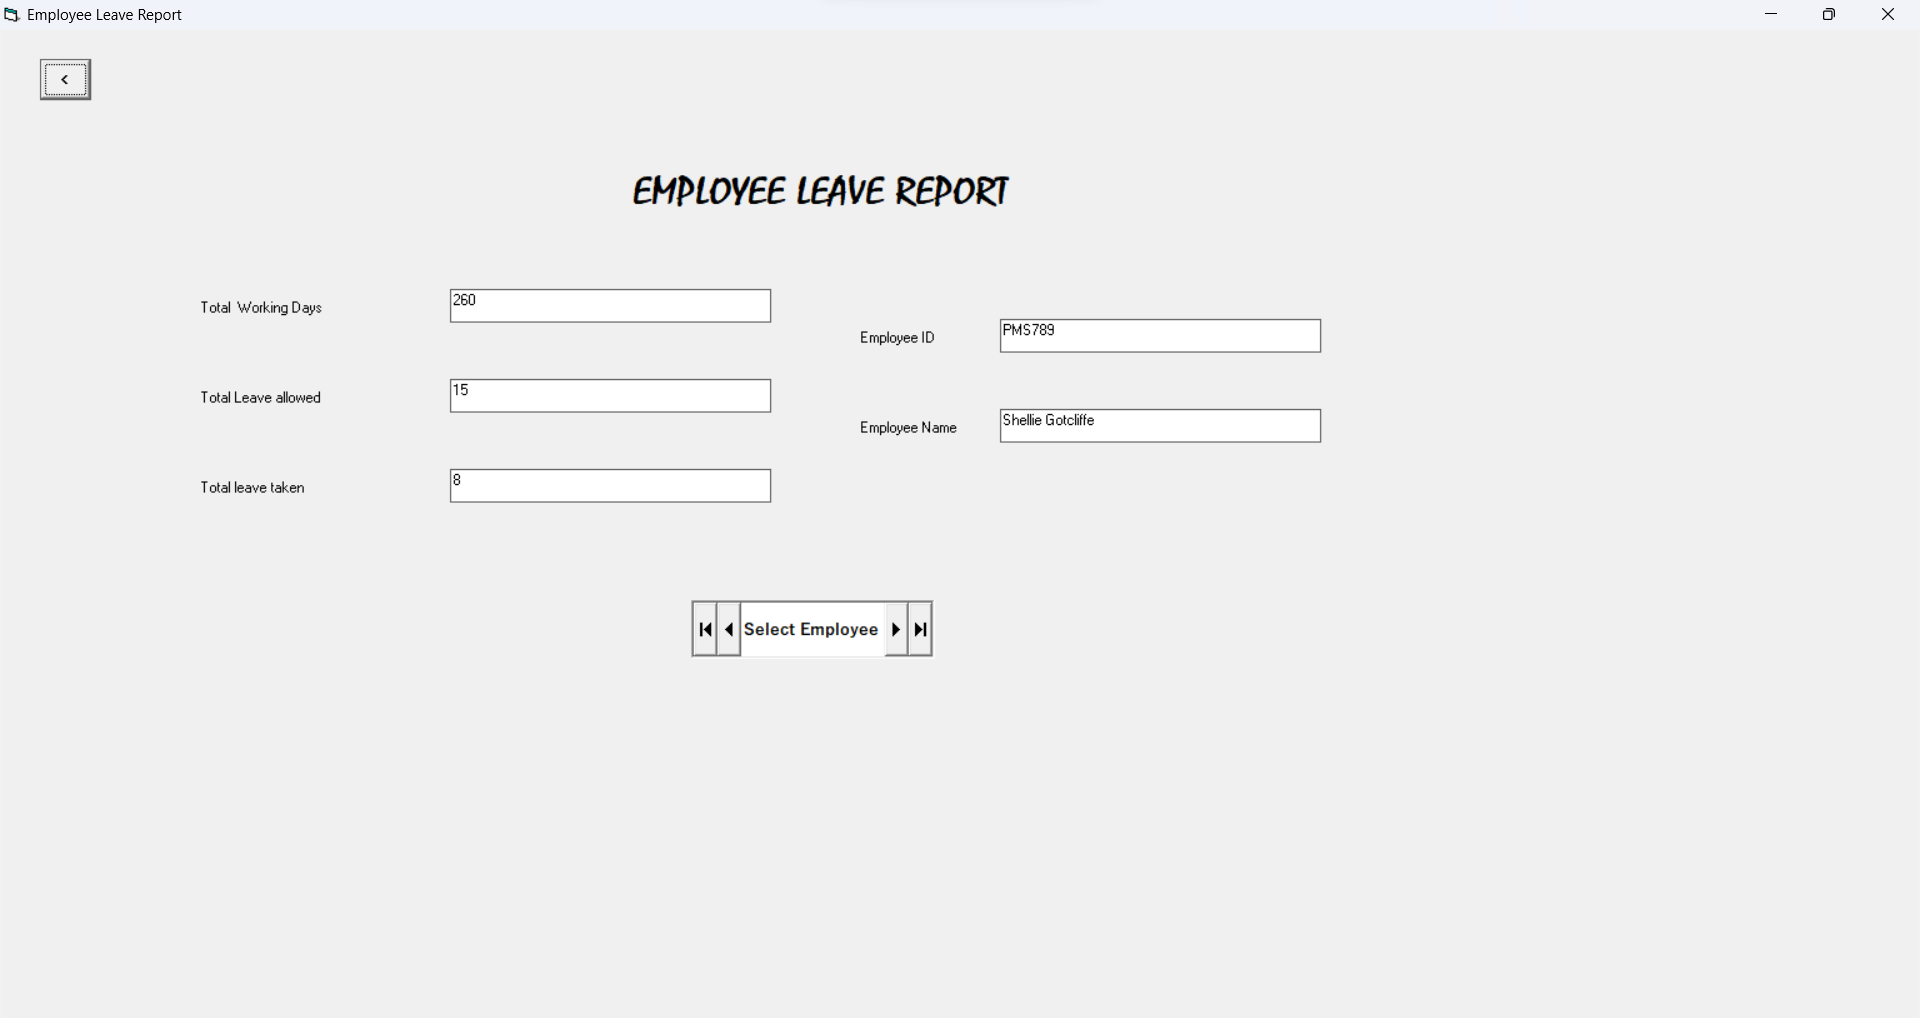 Employee Leave Report
<
EMPLOYEE LEAVE REPORT
Total Working Days
260
Total Leave allowed
15
Total leave taken
8
Employee ID
PMS789
Employee Name
Shellie Gotcliffe
Select Employee